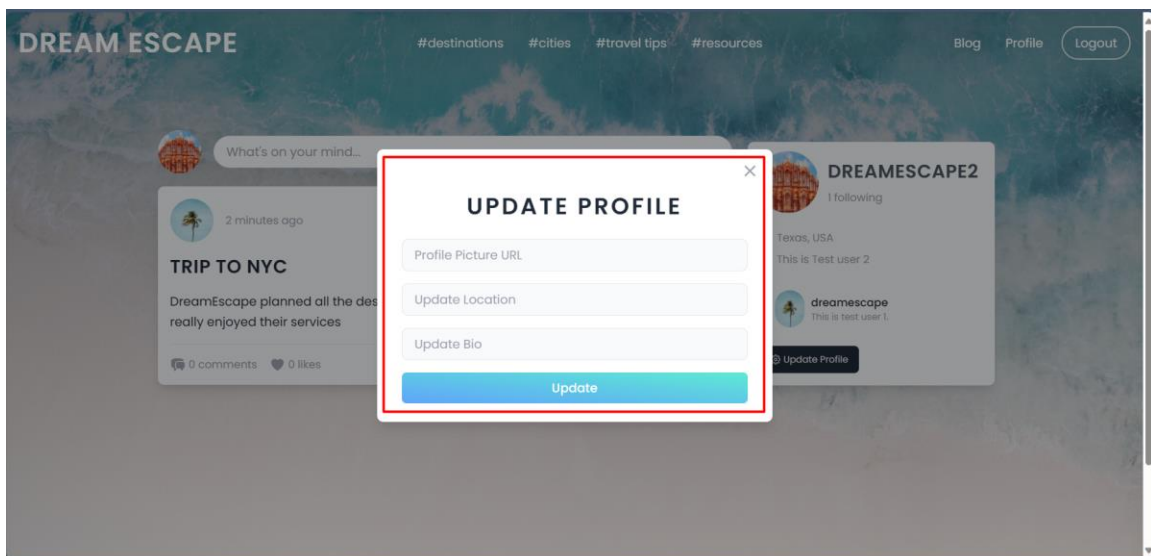 DREAM ESCAPE
#destinations #cities #travel tips #resources
Blog Profile Logout
What's on your mind...
2 minutes ago
TRIP TO NYC
DreamEscape planned all the des
really enjoyed their services
0 comments 0 likes
UPDATE PROFILE
Profile Picture URL
Update Location
Update Bio
Update
DREAMESCAPE2
1 following
Texas, USA
This is Test user 2
dreamescape
This is test user 1.
Update Profile